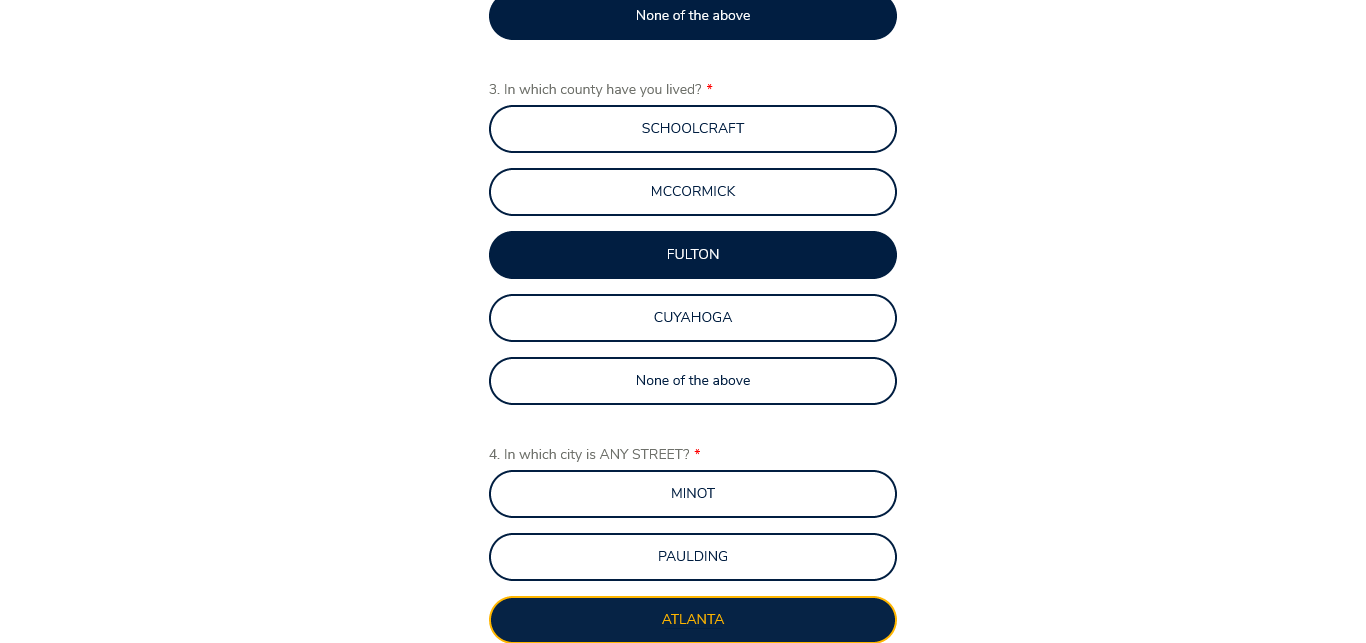 None of the above
3. In which county have you lived? *
SCHOOLCRAFT
MCCORMICK
FULTON
CUYAHOGA
None of the above
4. In which city is ANY STREET? *
MINOT
PAULDING
ATLANTA